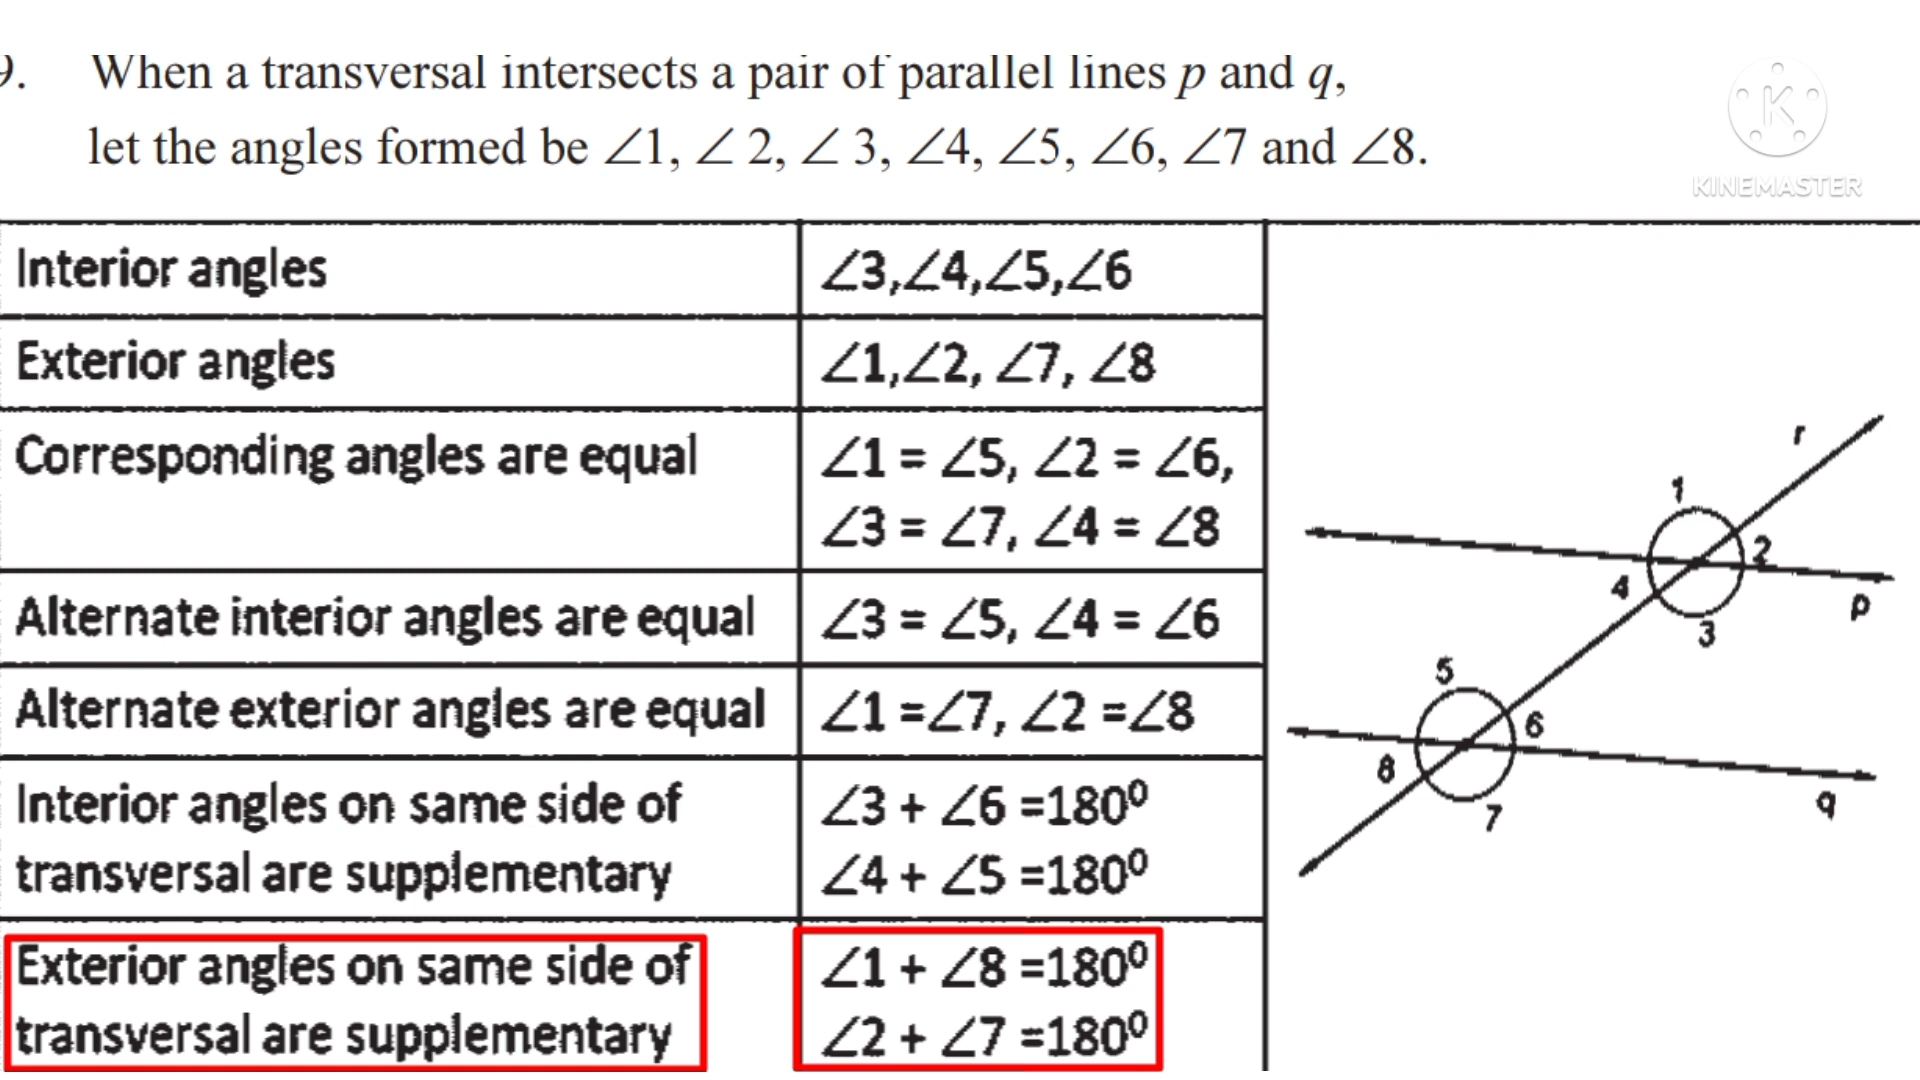 9. When a transversal intersects a pair of parallel lines p and q,
let the angles formed be ∠1, ∠ 2, ∠ 3, ∠4, ∠5, ∠6, ∠7 and ∠8.
K
KINEMASTER
Interior angles ∠3,∠4,∠5,∠6
Exterior angles ∠1,∠2, ∠7, ∠8
Corresponding angles are equal ∠1 = ∠5, ∠2 = ∠6,
∠3 = ∠7, ∠4 = ∠8
Alternate interior angles are equal ∠3 = ∠5, ∠4 = ∠6
Alternate exterior angles are equal ∠1 =∠7, ∠2 =∠8
Interior angles on same side of ∠3 + ∠6 =180⁰
transversal are supplementary ∠4 + ∠5 =180⁰
Exterior angles on same side of ∠1 + ∠8 =180⁰
transversal are supplementary ∠2 + ∠7 =180⁰
r
1
2
4
p
3
5
6
8
q
7